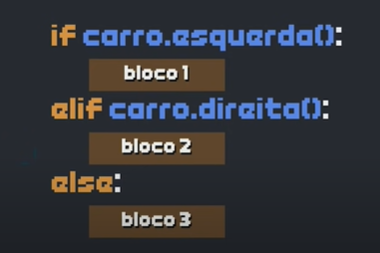 if carro.esquerda():
bloco 1
elif carro.direita():
bloco 2
else:
bloco 3